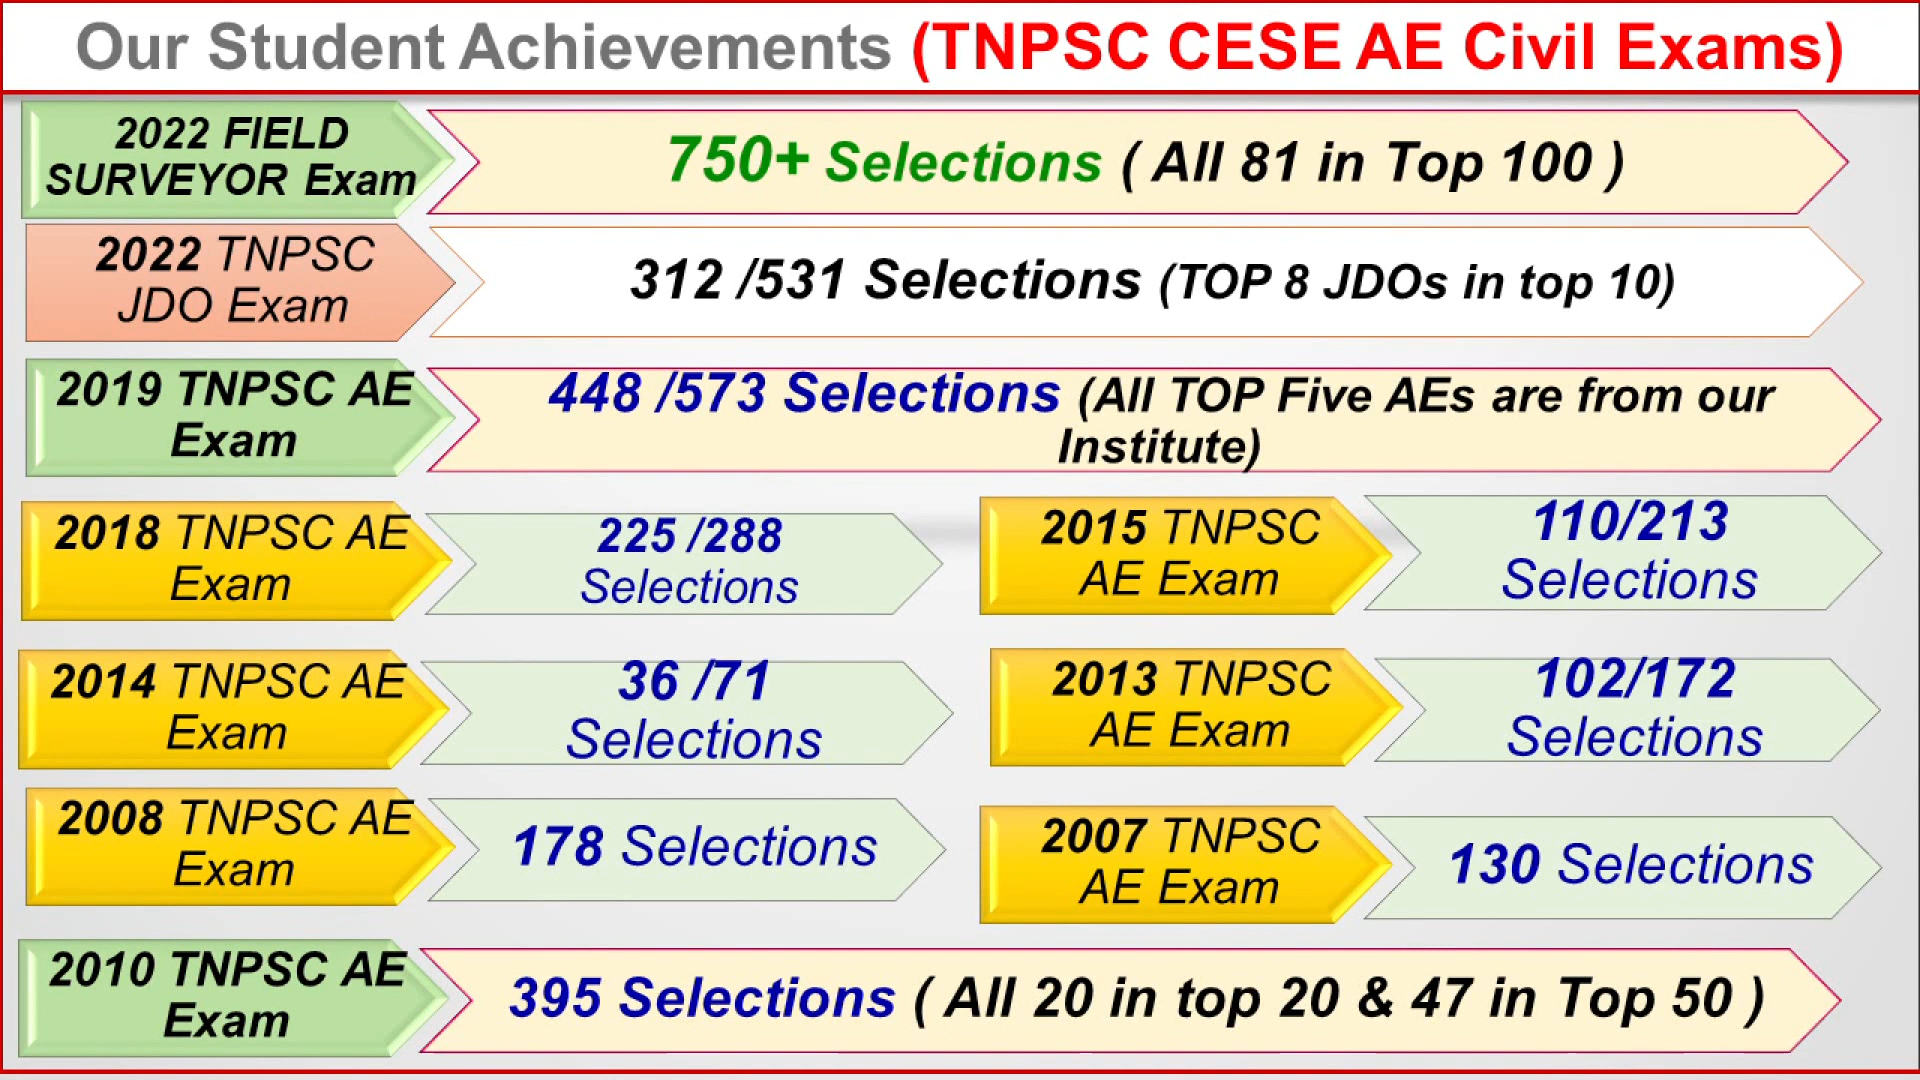 Our Student Achievements (TNPSC CESE AE Civil Exams)
2022 FIELD
SURVEYOR Exam
750+ Selections ( All 81 in Top 100 )
2022 TNPSC
JDO Exam
312 /531 Selections (TOP 8 JDOs in top 10)
2019 TNPSC AE
Exam
448 /573 Selections (All TOP Five AEs are from our
Institute)
2018 TNPSC AE
Exam
225 /288
Selections
2015 TNPSC
AE Exam
110/213
Selections
2014 TNPSC AE
Exam
36 /71
Selections
2013 TNPSC
AE Exam
102/172
Selections
2008 TNPSC AE
Exam
178 Selections
2007 TNPSC
AE Exam
130 Selections
2010 TNPSC AE
Exam
395 Selections ( All 20 in top 20 & 47 in Top 50 )